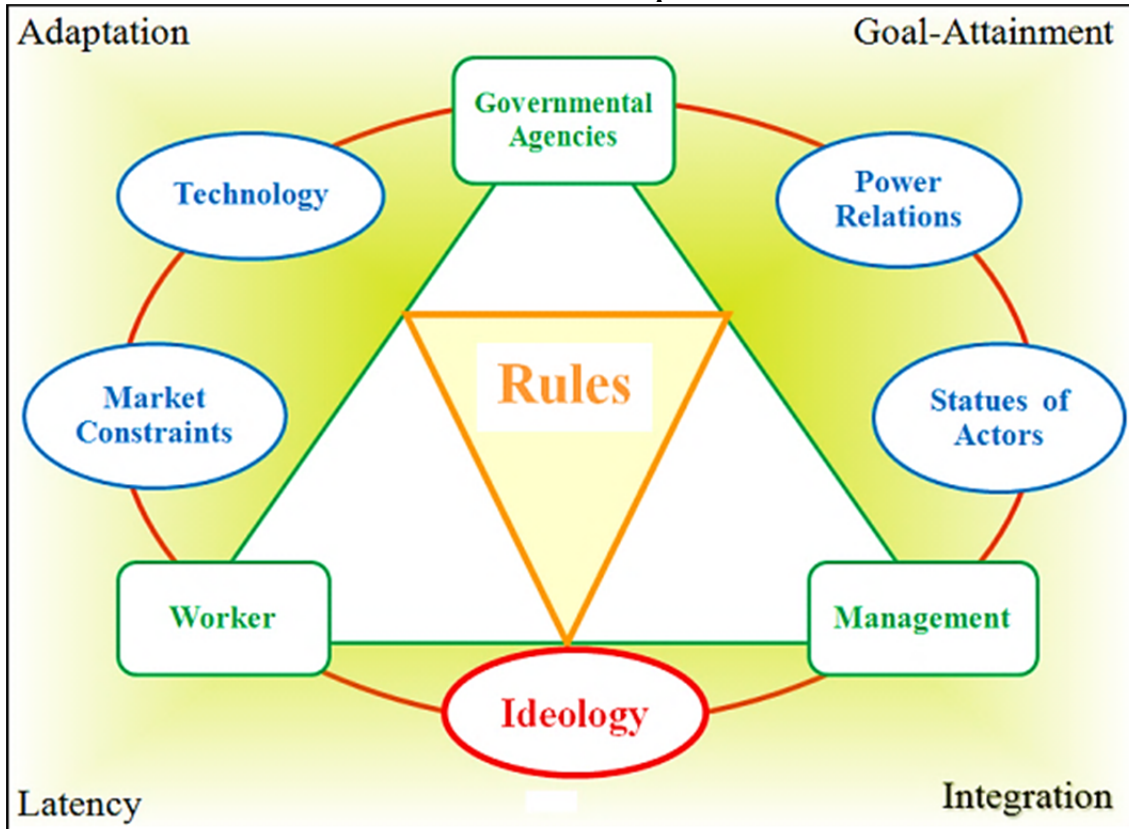 Adaptation
Goal-Attainment
Governmental
Agencies
Technology
Power
Relations
Rules
Market
Constraints
Statues of
Actors
Worker
Management
Ideology
Latency
Integration